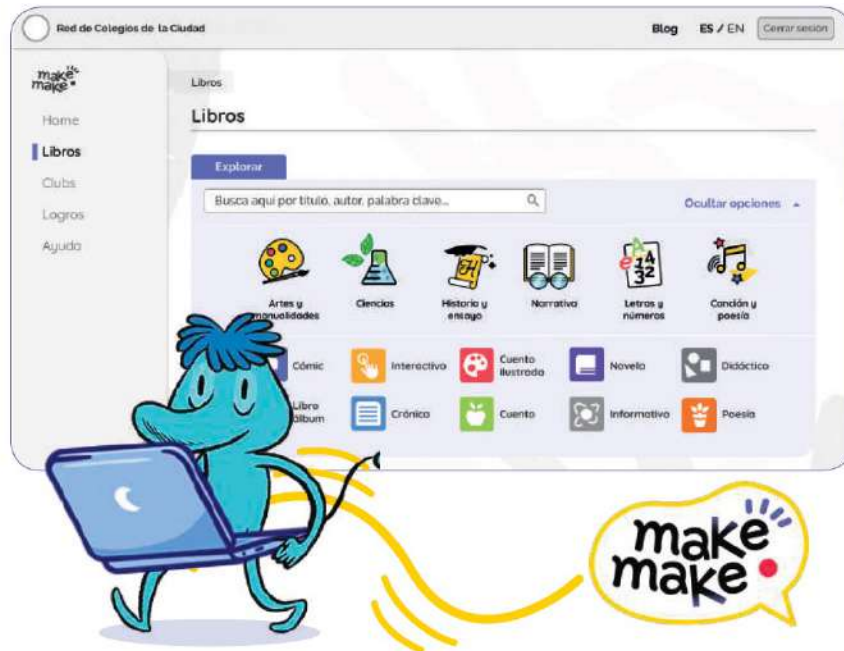 Red de Colegios de la Ciudad
Blog ES / EN Cerrar sesión
make
make
Home
Libros
Clubs
Logros
Ayuda
Libros
Libros
Explorar
Busca aquí por título, autor, palabra clave...
Ocultar opciones
Artes y manualidades
Ciencias
Historia y ensayo
Narrativa
Letras y números
Canción y poesía
Cómic
Interactivo
Cuento ilustrado
Novela
Didáctico
Libro álbum
Crónica
Cuento
Informativo
Poesía
make
make